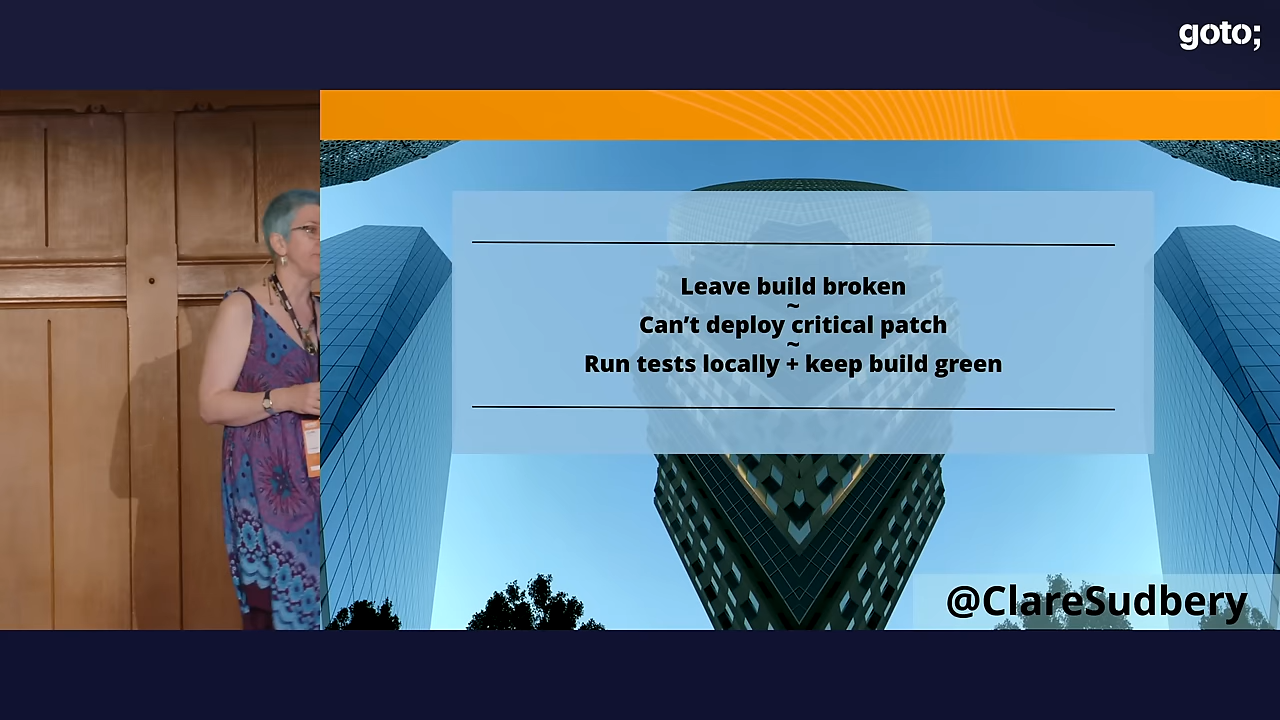 goto;
Leave build broken
~
Can't deploy critical patch
~
Run tests locally + keep build green
@ClareSudbery